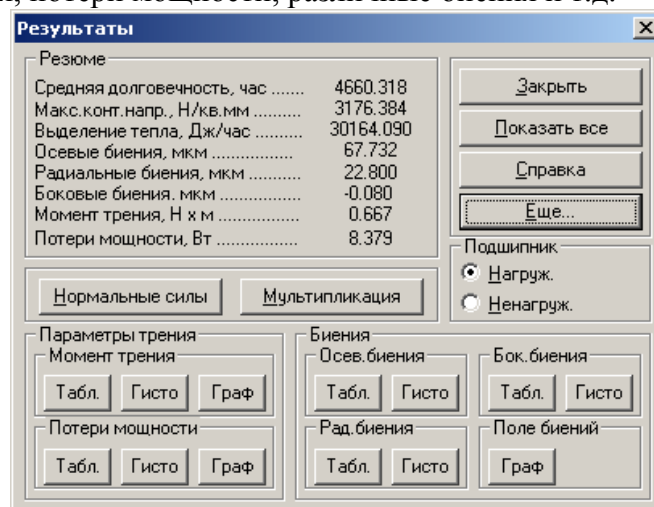 потери мощности, различные биения и т.д.
Результаты
Резюме
Средняя долговечность, час ....... 4660.318
Макс.конт.напр., Н/кв.мм .......... 3176.384
Выделение тепла, Дж/час .......... 30164.090
Осевые биения, мкм ................. 67.732
Радиальные биения, мкм ........... 22.800
Боковые биения. мкм ................ -0.080
Момент трения, Н х м ............... 0.667
Потери мощности, Вт ................ 8.379
Закрыть
Показать все
Справка
Еще...
Подшипник
Нагруж.
Ненагруж.
Нормальные силы Мультипликация
Параметры трения
Момент трения
Табл. Гисто Граф
Потери мощности
Табл. Гисто Граф
Биения
Осев.биения Бок.биения
Табл. Гисто Табл. Гисто
Рад.биения Поле биений
Табл. Гисто Граф